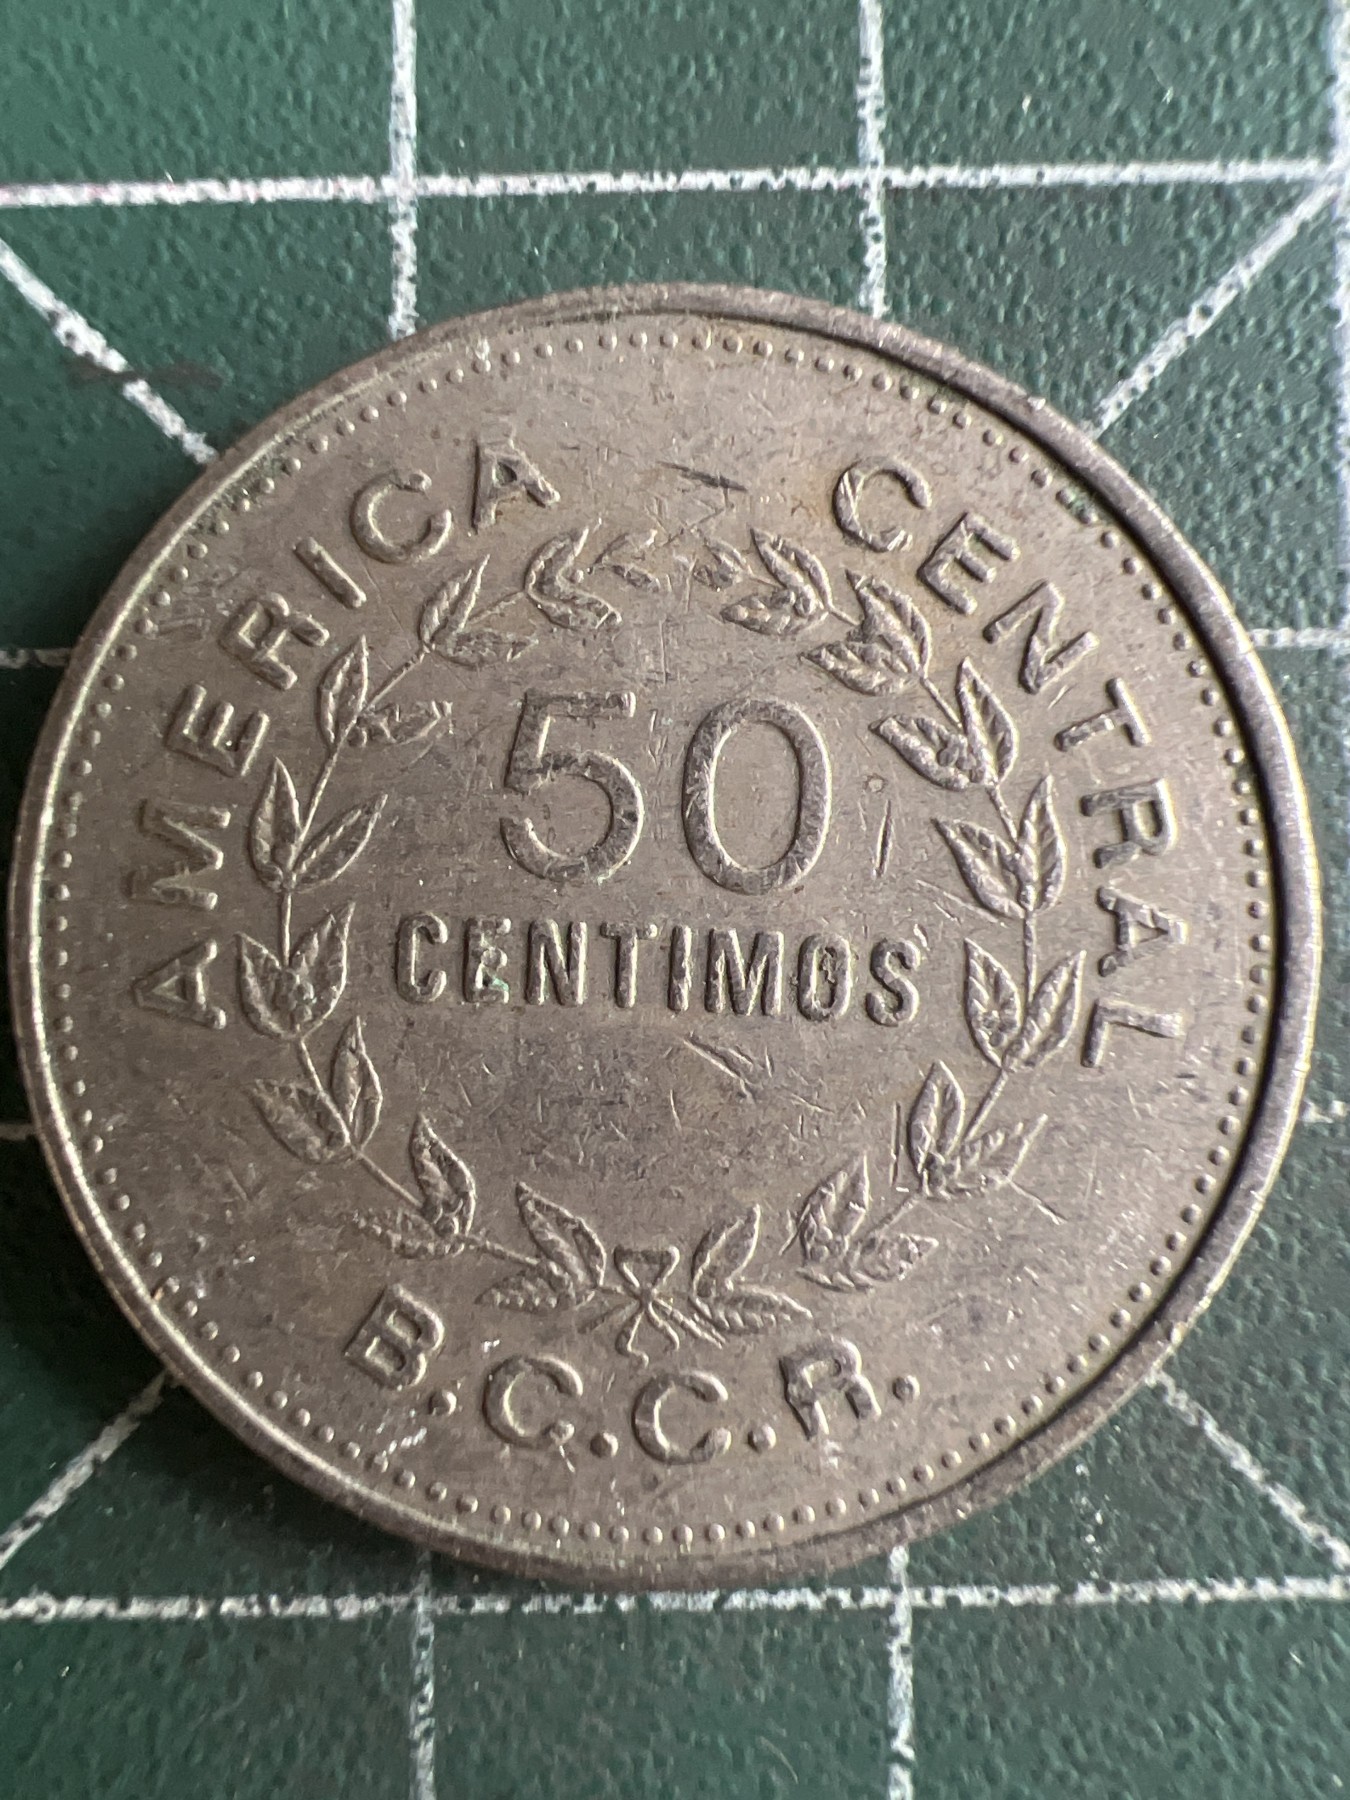 AMERICA CENTRAL
50
CENTIMOS
B.C.C.R.